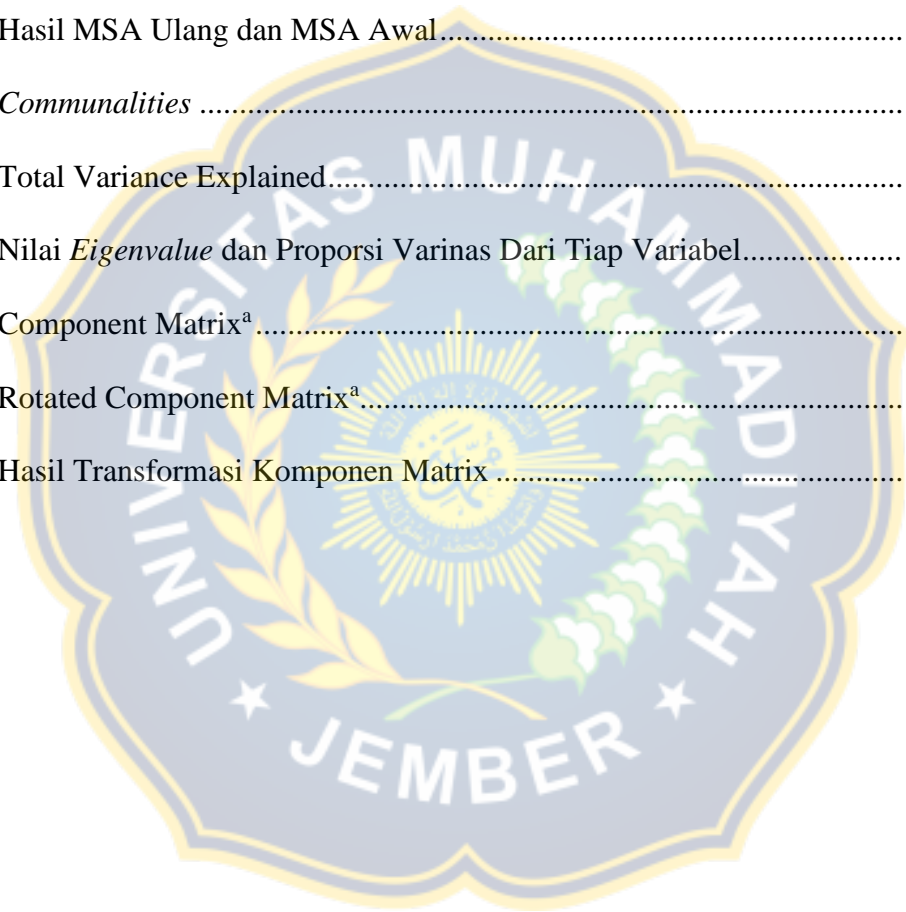 Hasil MSA Ulang dan MSA Awal......................................................
Communalities ................................................................................
Total Variance Explained.................................................................
Nilai Eigenvalue dan Proporsi Varinas Dari Tiap Variabel..................
Component Matrixᵃ..........................................................................
Rotated Component Matrixᵃ..............................................................
Hasil Transformasi Komponen Matrix ..............................................
UNIVERSITAS MUHAMMADIYAH
JEMBER